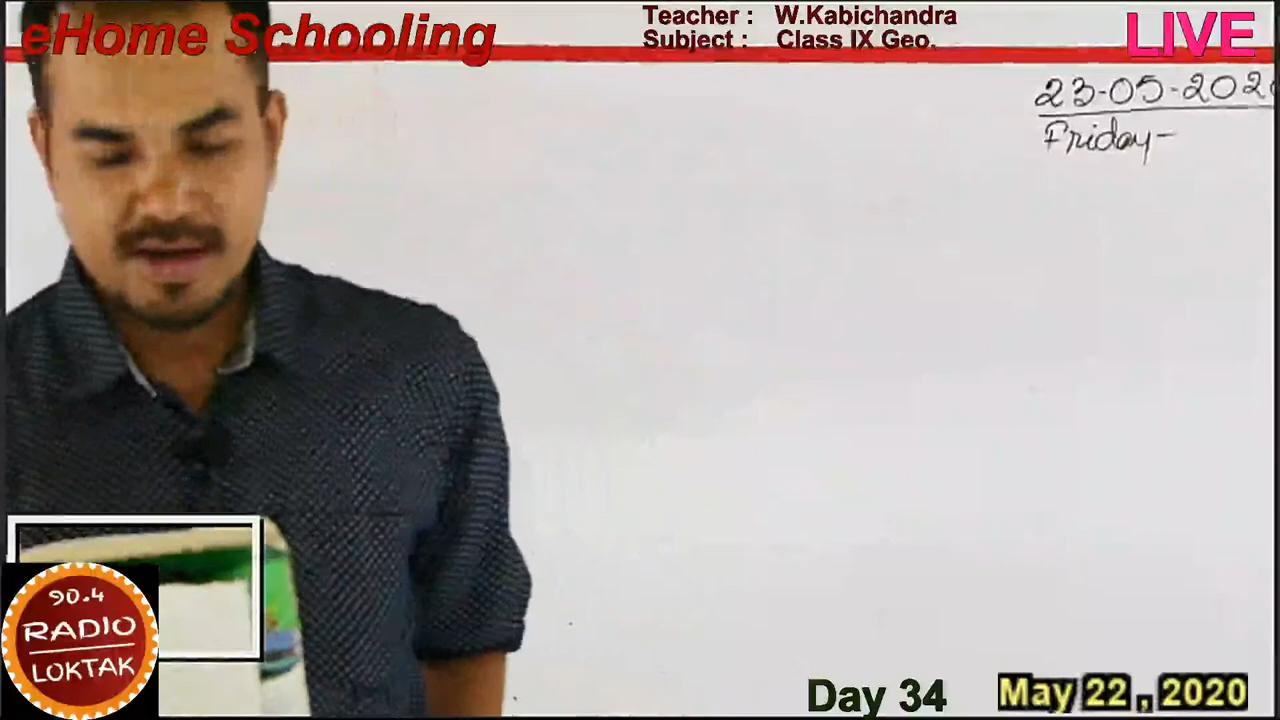 eHome Schooling
Teacher : W.Kabichandra
Subject : Class IX Geo.
LIVE
23-05-2020
Friday-
90.4
RADIO
LOKTAK
Day 34
May 22 , 2020